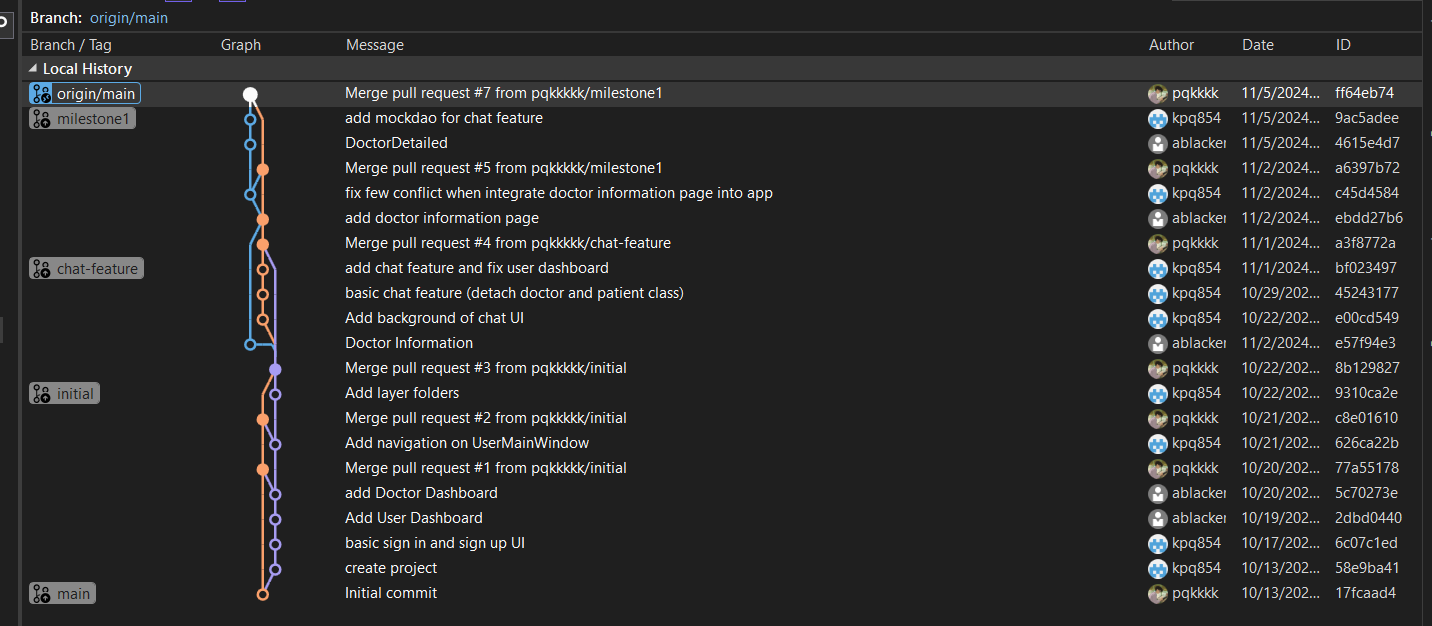 Branch: origin/main
Branch / Tag Graph Message Author Date ID
Local History
origin/main Merge pull request #7 from pqkkkkk/milestone1 pqkkkk 11/5/2024... ff64eb74
milestone1 add mockdao for chat feature kpq854 11/5/2024... 9ac5adee
DoctorDetailed ablacker 11/5/2024... 4615e4d7
Merge pull request #5 from pqkkkkk/milestone1 pqkkkk 11/2/2024... a6397b72
fix few conflict when integrate doctor information page into app kpq854 11/2/2024... c45d4584
add doctor information page ablacker 11/2/2024... ebdd27b6
Merge pull request #4 from pqkkkkk/chat-feature pqkkkk 11/1/2024... a3f8772a
chat-feature add chat feature and fix user dashboard kpq854 11/1/2024... bf023497
basic chat feature (detach doctor and patient class) kpq854 10/29/202... 45243177
Add background of chat UI kpq854 10/22/202... e00cd549
Doctor Information ablacker 11/2/2024... e57f94e3
Merge pull request #3 from pqkkkkk/initial pqkkkk 10/22/202... 8b129827
initial Add layer folders kpq854 10/22/202... 9310ca2e
Merge pull request #2 from pqkkkkk/initial pqkkkk 10/21/202... c8e01610
Add navigation on UserMainWindow kpq854 10/21/202... 626ca22b
Merge pull request #1 from pqkkkkk/initial pqkkkk 10/20/202... 77a55178
add Doctor Dashboard ablacker 10/20/202... 5c70273e
Add User Dashboard ablacker 10/19/202... 2dbd0440
basic sign in and sign up UI kpq854 10/17/202... 6c07c1ed
create project kpq854 10/13/202... 58e9ba41
main Initial commit pqkkkk 10/13/202... 17fcaad4